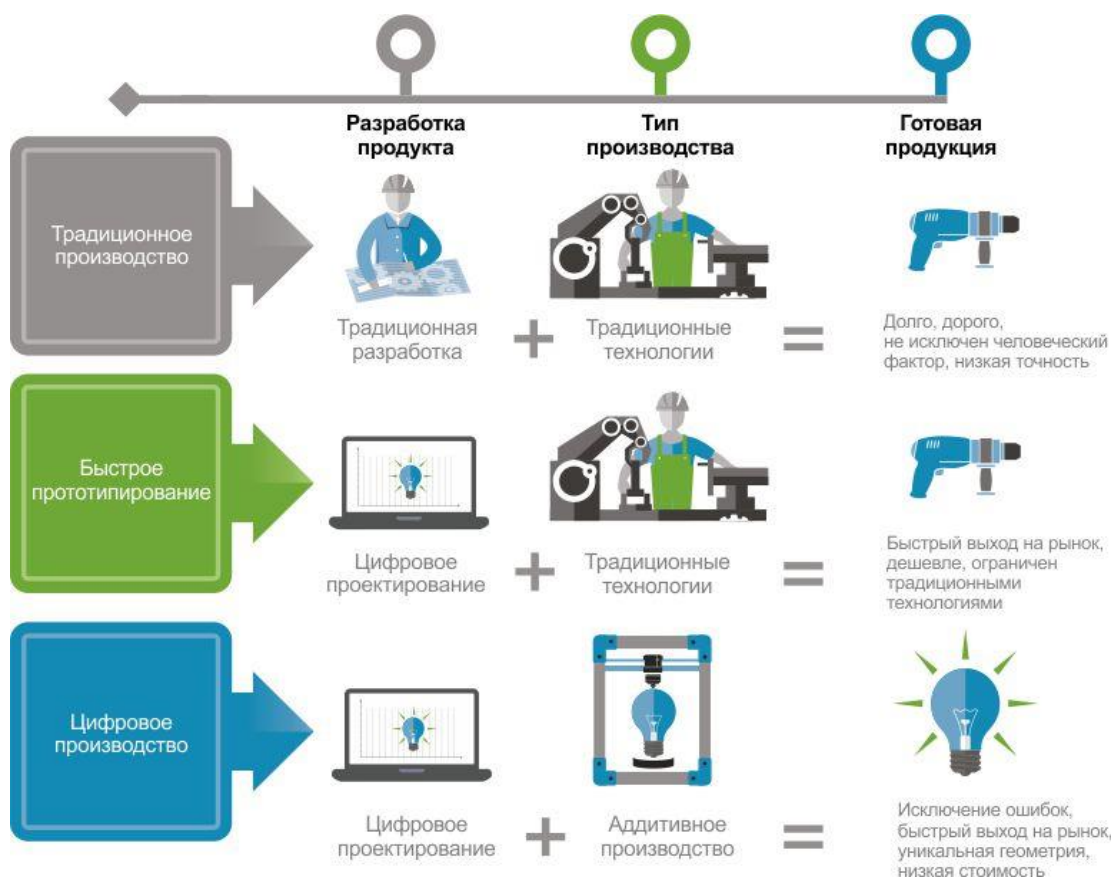 Разработка
продукта
Тип
производства
Готовая
продукция
Традиционное
производство
Традиционная
разработка
+
Традиционные
технологии
=
Долго, дорого,
не исключен человеческий
фактор, низкая точность
Быстрое
прототипирование
Цифровое
проектирование
+
Традиционные
технологии
=
Быстрый выход на рынок,
дешевле, ограничен
традиционными
технологиями
Цифровое
производство
Цифровое
проектирование
+
Аддитивное
производство
=
Исключение ошибок,
быстрый выход на рынок,
уникальная геометрия,
низкая стоимость